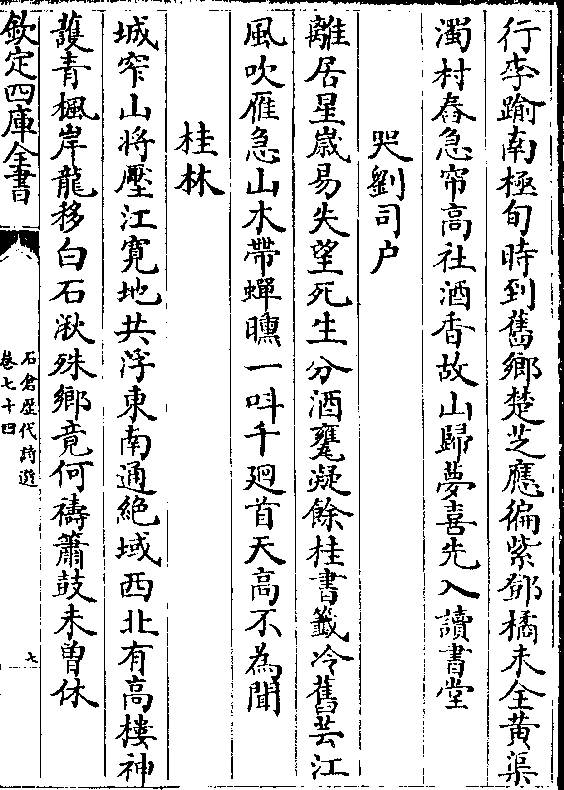 行李踰南極旬時到舊鄉楚芝應徧紫鄧橘未全黄渠
濁村舂急帘高社酒香故山歸夢喜先入讀書堂
哭劉司户
離居星嵗易失望死生分酒甕凝餘桂書籖冷舊芸江
風吹雁急山木帶蟬曛一呌千廻首天高不為聞
桂林
城窄山将壓江寛地共浮東南通絶域西北有高樓神
護青楓岸龍移白石湫殊鄉竟何禱簫鼓未曽休
欽定四庫全書
石倉歴代詩選
卷七十四
七